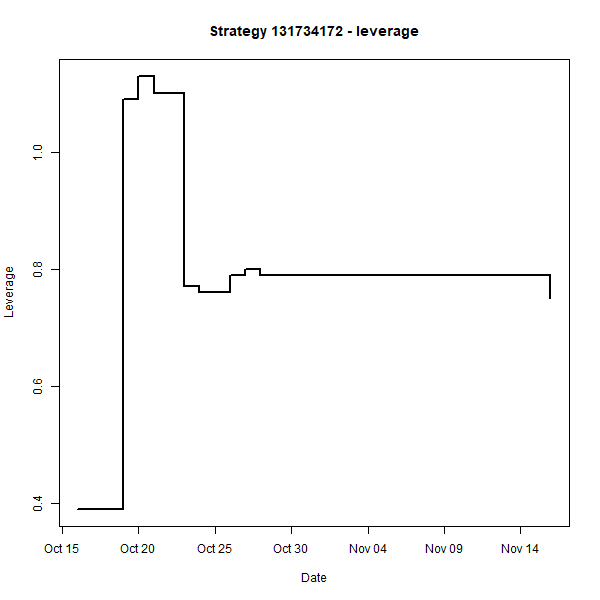 Strategy 131734172 - leverage
Leverage
1.0
0.8
0.6
0.4
Oct 15 Oct 20 Oct 25 Oct 30 Nov 04 Nov 09 Nov 14
Date